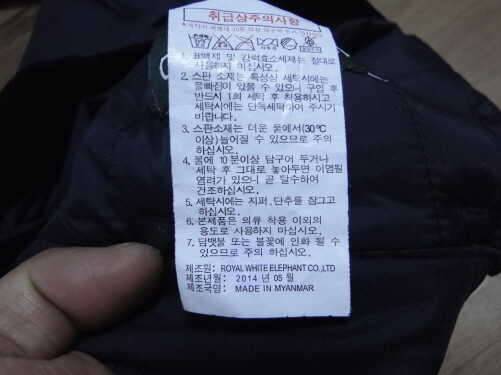 취급상주의사항
1. 표백제 및 강력효소세제는 절대로
사용하지 마십시오.
2. 스판 소재는 특성상 세탁시에는
물빠짐이 있을 수 있으니 구입 후
반드시 1회 세탁 후 착용하시고
세탁시에는 단독세탁하여 주시기
바랍니다.
3. 스판소재는 더운 물에서(30℃
이상)늘어질 수 있으므로 주의
하십시오.
4. 물에 10분이상 담구어 두거나
세탁 후 그대로 놓아두면 이염될
염려가 있으니 곧 탈수하여
건조하십시오.
5. 세탁시에는 지퍼,단추를 잠그고
하십시오.
6. 본제품은 의류 착용 이외의
용도로 사용하지 마십시오.
7. 담뱃불 또는 불꽃에 인화 될 수
있으므로 주의 하십시오.
제조원: ROYAL WHITE ELEPHANT CO.,LTD
제조년월: 2014 년 05 월
제조국명: MADE IN MYANMAR